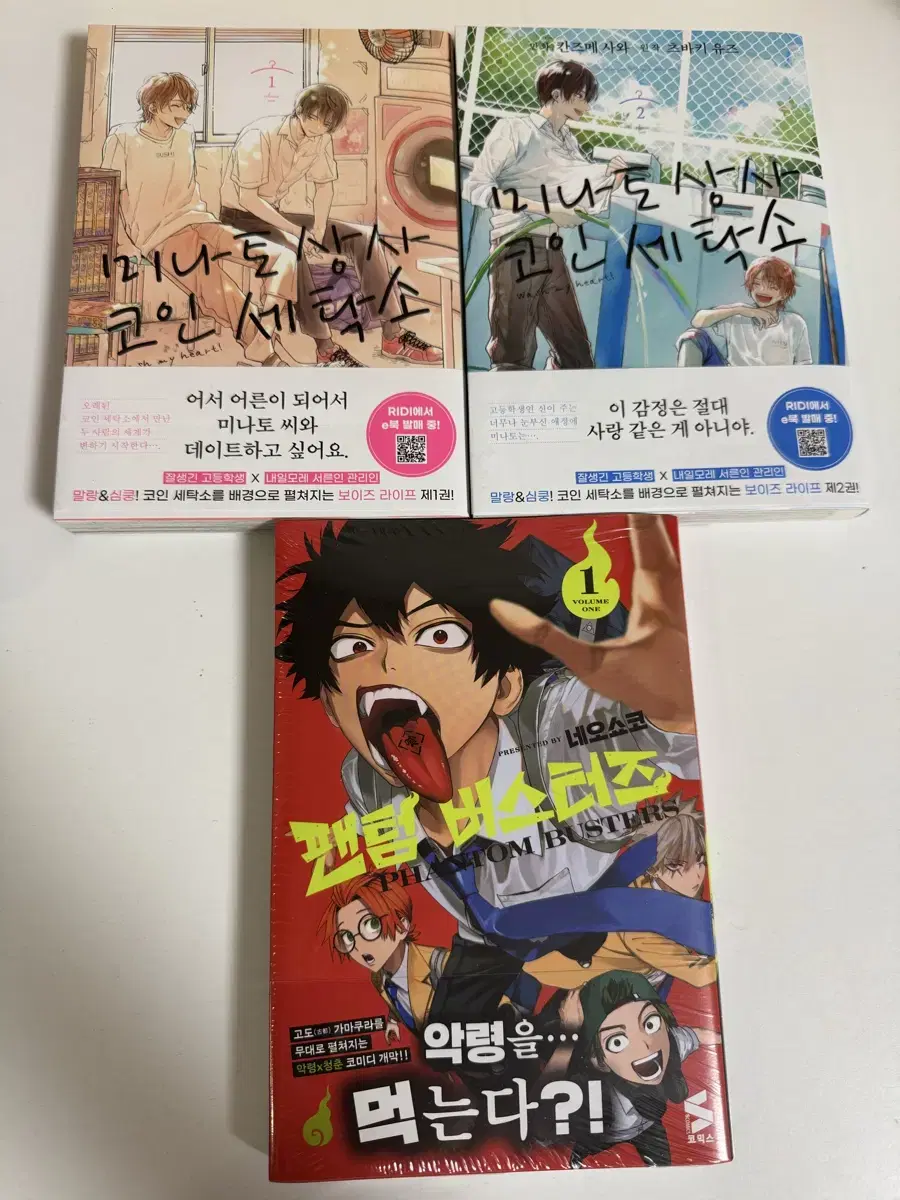 1
미나토 상사
코인 세탁소
sh my heart!
오래된
코인 세탁소에서 만난
두 사람의 세계가
변하기 시작한다….
어서 어른이 되어서
미나토 씨와
데이트하고 싶어요.
RIDI에서
e북 발매 중!
잘생긴 고등학생 X 내일모레 서른인 관리인
말랑&심쿵! 코인 세탁소를 배경으로 펼쳐지는 보이즈 라이프 제1권!
칸즈메 사와 원작 츠바키 유즈
2
미나토 상사
코인 세탁소
wash my heart!
고등학생인 신이 주는
너무나 눈부신 애정에
미나토는….
이 감정은 절대
사랑 같은 게 아니야.
RIDI에서
e북 발매 중!
잘생긴 고등학생 X 내일모레 서른인 관리인
말랑&심쿵! 코인 세탁소를 배경으로 펼쳐지는 보이즈 라이프 제2권!
1
VOLUME
ONE
PRESENTED BY 네오쇼코
팬텀 버스터즈
PHANTOM BUSTERS
고도(古都) 가마쿠라를
무대로 펼쳐지는
악령x청춘 코미디 개막!!
악령을…
먹는다?!
코믹스